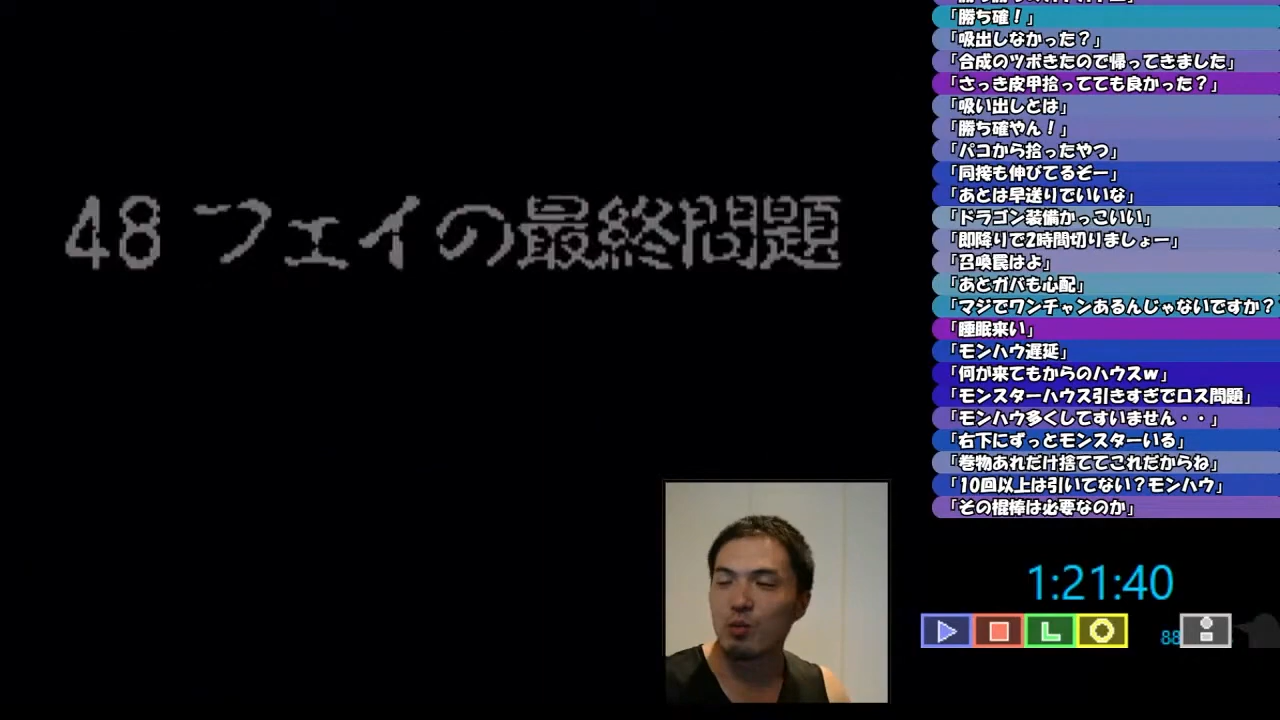 48 フェイの最終問題
「勝ち確！」
「吸出しなかった？」
「合成のツボきたので帰ってきました」
「さっき皮甲拾ってても良かった？」
「吸い出しとは」
「勝ち確やん！」
「パコから拾ったやつ」
「同接も伸びてるぞー」
「あとは早送りでいいな」
「ドラゴン装備かっこいい」
「即降りで2時間切りましょー」
「召喚罠はよ」
「あとガバも心配」
「マジでワンチャンあるんじゃないですか？
「睡眠来い」
「モンハウ遅延」
「何が来てもからのハウスｗ」
「モンスターハウス引きすぎでロス問題」
「モンハウ多くしてすいません・・」
「右下にずっとモンスターいる」
「巻物あれだけ捨ててこれだからね」
「10回以上は引いてない？モンハウ」
「その棍棒は必要なのか」
1:21:40
88